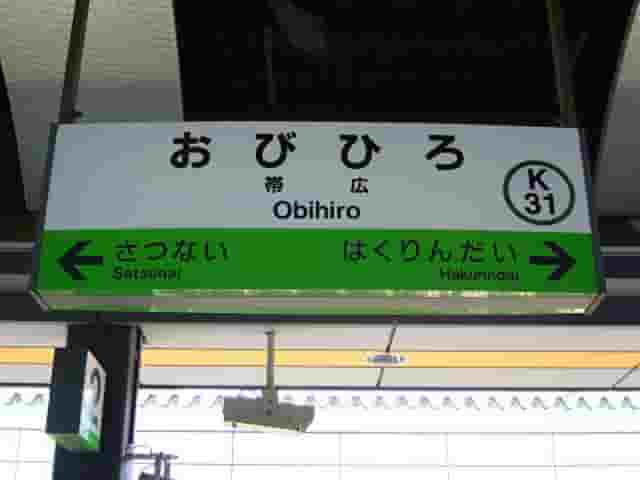 おびひろ
帯広
Obihiro
K
31
さつない
Satsunai
はくりんだい
Hakurindai